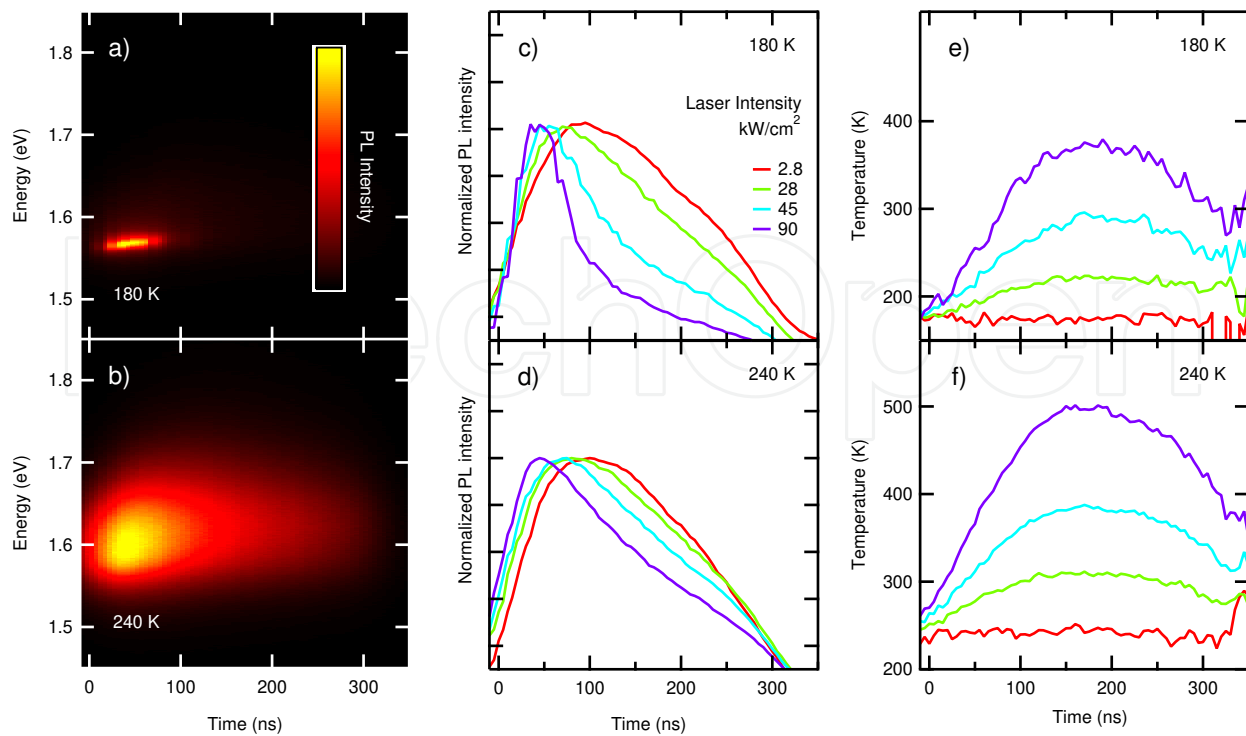 a)
1.8
1.7
1.6
1.5
Energy (eV)
PL Intensity
180 K
b)
1.8
1.7
1.6
1.5
Energy (eV)
240 K
0
100
200
300
Time (ns)
c)
180 K
Normalized PL intensity
Laser Intensity
kW/cm²
2.8
28
45
90
d)
240 K
Normalized PL intensity
0
100
200
300
Time (ns)
e)
180 K
400
300
200
Temperature (K)
f)
240 K
500
400
300
200
Temperature (K)
0
100
200
300
Time (ns)